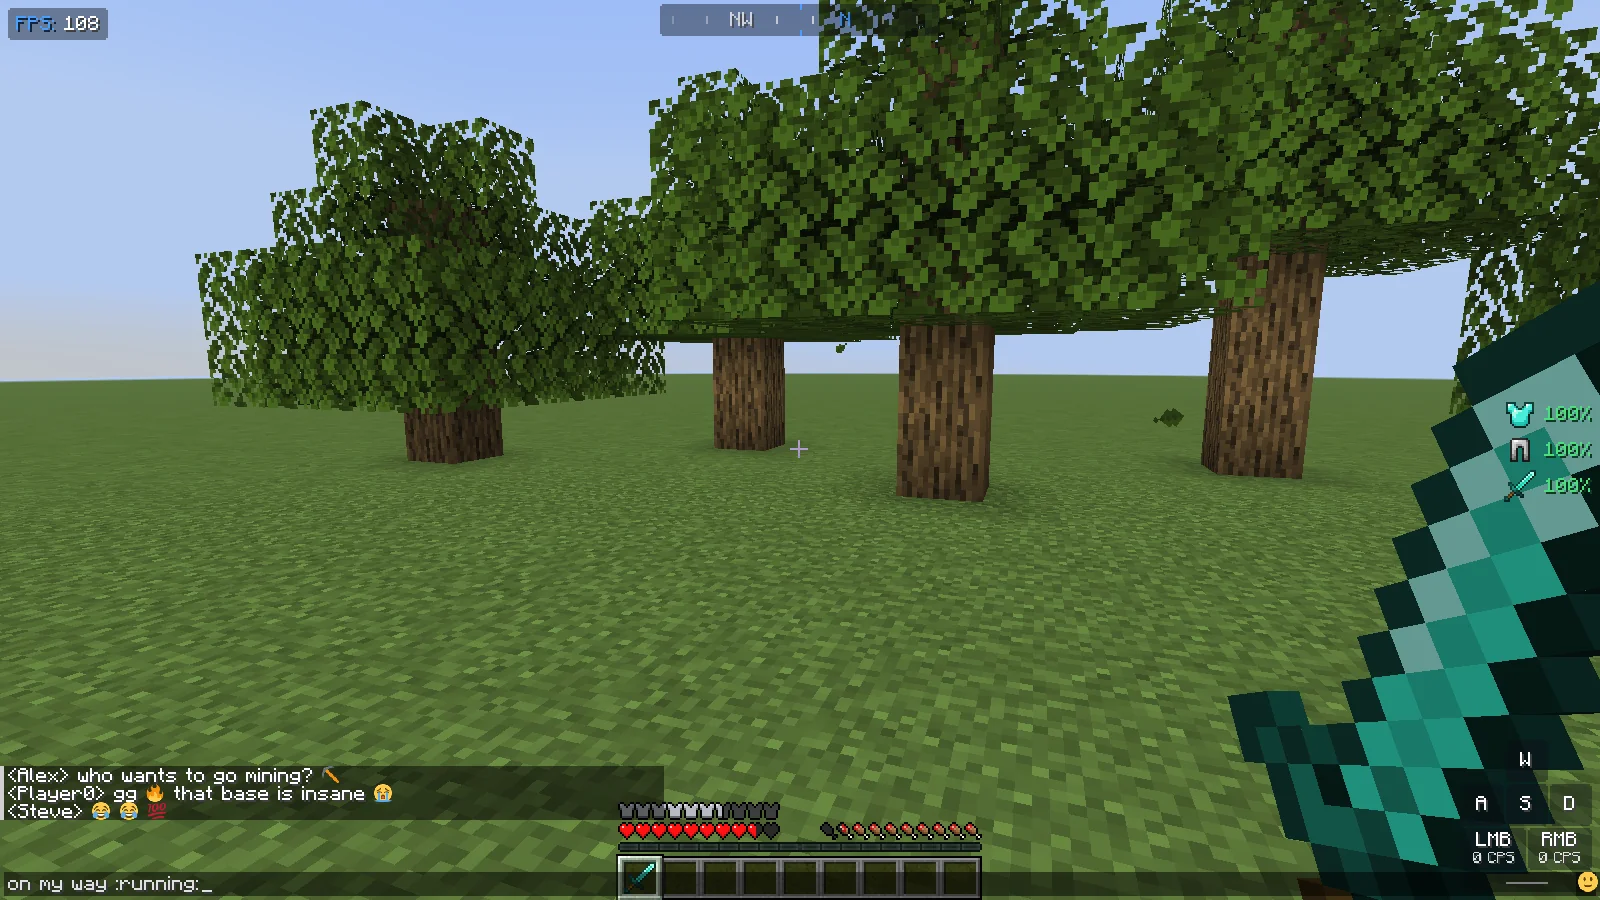 FPS: 108
NW N
100%
100%
100%
<Alex> who wants to go mining? ⛏️
<Player0> gg 🔥 that base is insane 😭
<Steve> 😂 😂 💯
W
A S D
LMB RMB
0 CPS 0 CPS
on my way :running:_